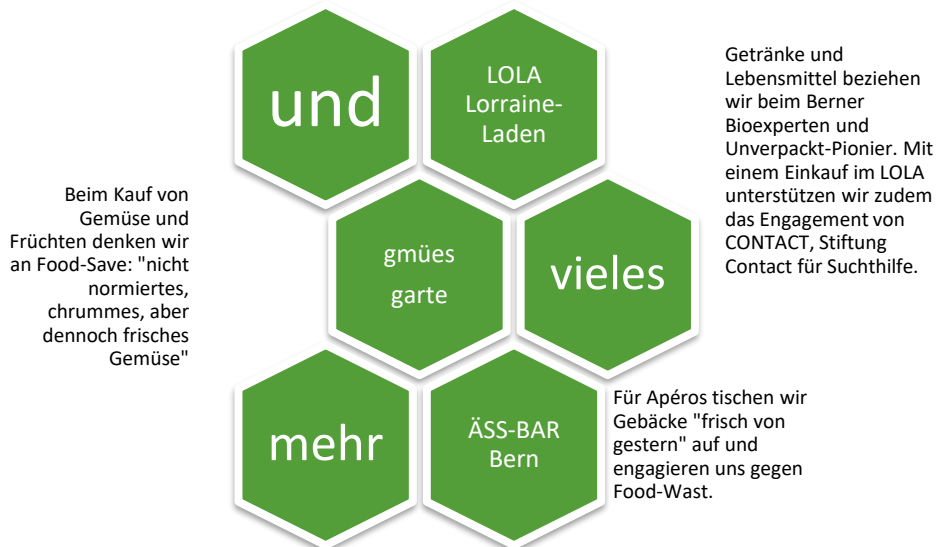 und
LOLA
Lorraine-
Laden
Getränke und
Lebensmittel beziehen
wir beim Berner
Bioexperten und
Unverpackt-Pionier. Mit
einem Einkauf im LOLA
unterstützen wir zudem
das Engagement von
CONTACT, Stiftung
Contact für Suchthilfe.
Beim Kauf von
Gemüse und
Früchten denken wir
an Food-Save: "nicht
normiertes,
chrummes, aber
dennoch frisches
Gemüse"
gmües
garte
vieles
mehr
ÄSS-BAR
Bern
Für Apéros tischen wir
Gebäcke "frisch von
gestern" auf und
engagieren uns gegen
Food-Wast.